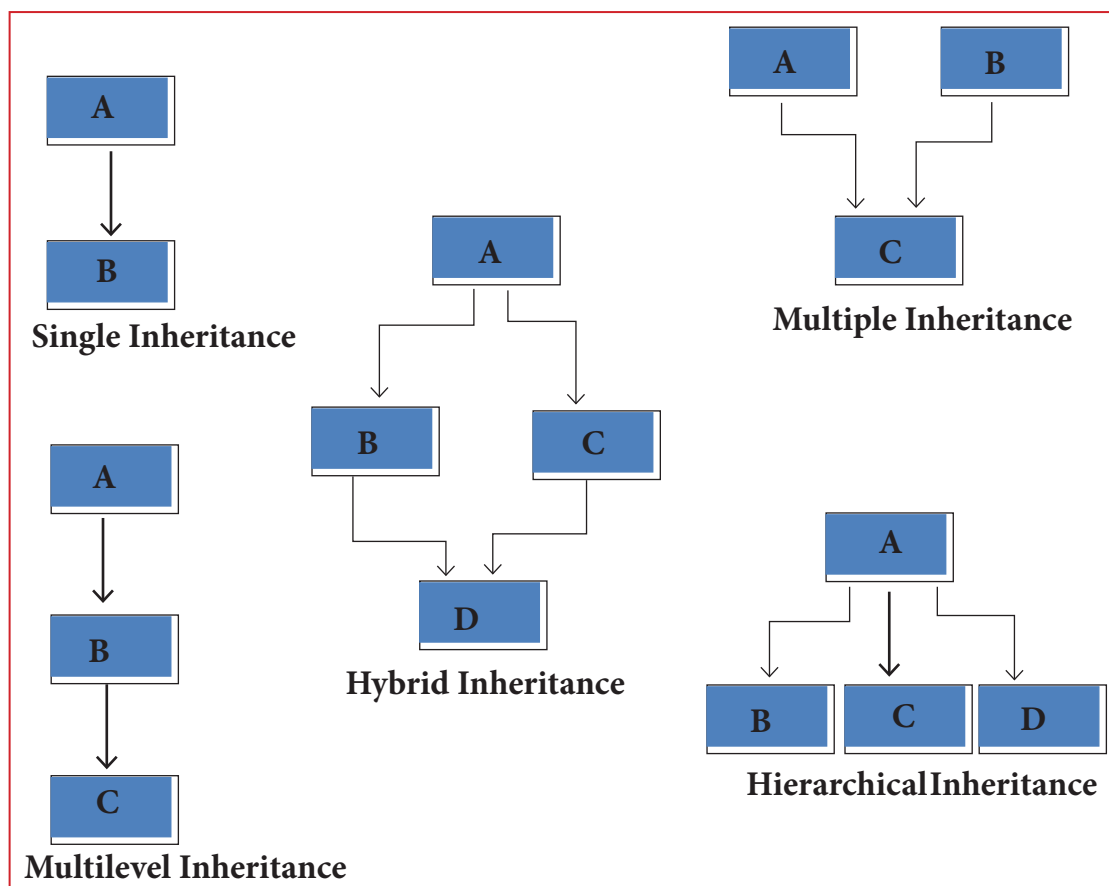 A
B
Single Inheritance
A
B
C
Multiple Inheritance
A
B
C
D
Hybrid Inheritance
A
B
C
Multilevel Inheritance
A
B
C
D
Hierarchical Inheritance